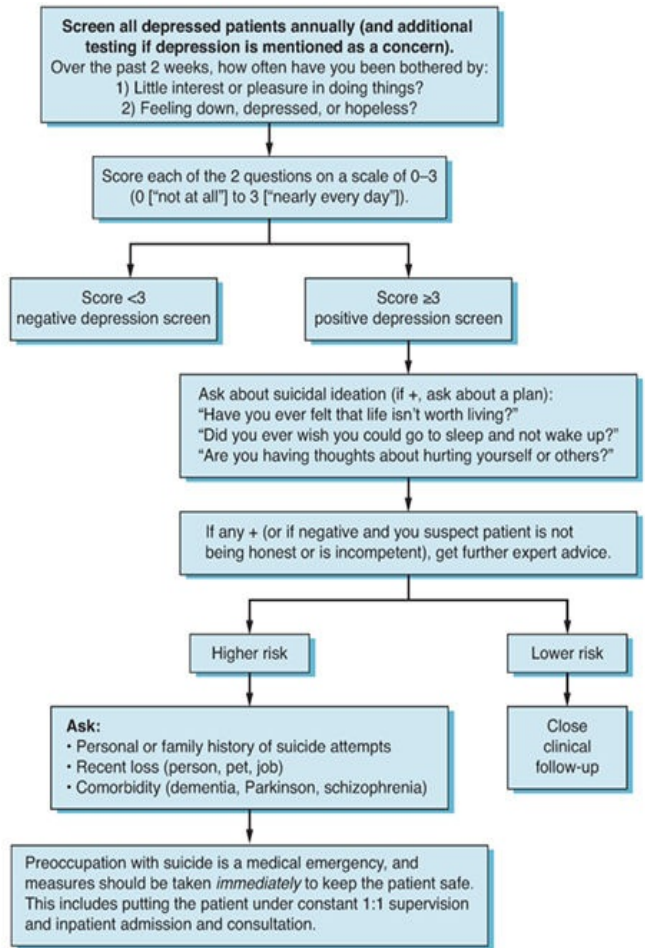 Screen all depressed patients annually (and additional
testing if depression is mentioned as a concern).
Over the past 2 weeks, how often have you been bothered by:
1) Little interest or pleasure in doing things?
2) Feeling down, depressed, or hopeless?
Score each of the 2 questions on a scale of 0–3
(0 [“not at all”] to 3 [“nearly every day”]).
Score <3
negative depression screen
Score ≥3
positive depression screen
Ask about suicidal ideation (if +, ask about a plan):
“Have you ever felt that life isn’t worth living?”
“Did you ever wish you could go to sleep and not wake up?”
“Are you having thoughts about hurting yourself or others?”
If any + (or if negative and you suspect patient is not
being honest or is incompetent), get further expert advice.
Higher risk
Lower risk
Ask:
• Personal or family history of suicide attempts
• Recent loss (person, pet, job)
• Comorbidity (dementia, Parkinson, schizophrenia)
Close
clinical
follow-up
Preoccupation with suicide is a medical emergency, and
measures should be taken immediately to keep the patient safe.
This includes putting the patient under constant 1:1 supervision
and inpatient admission and consultation.